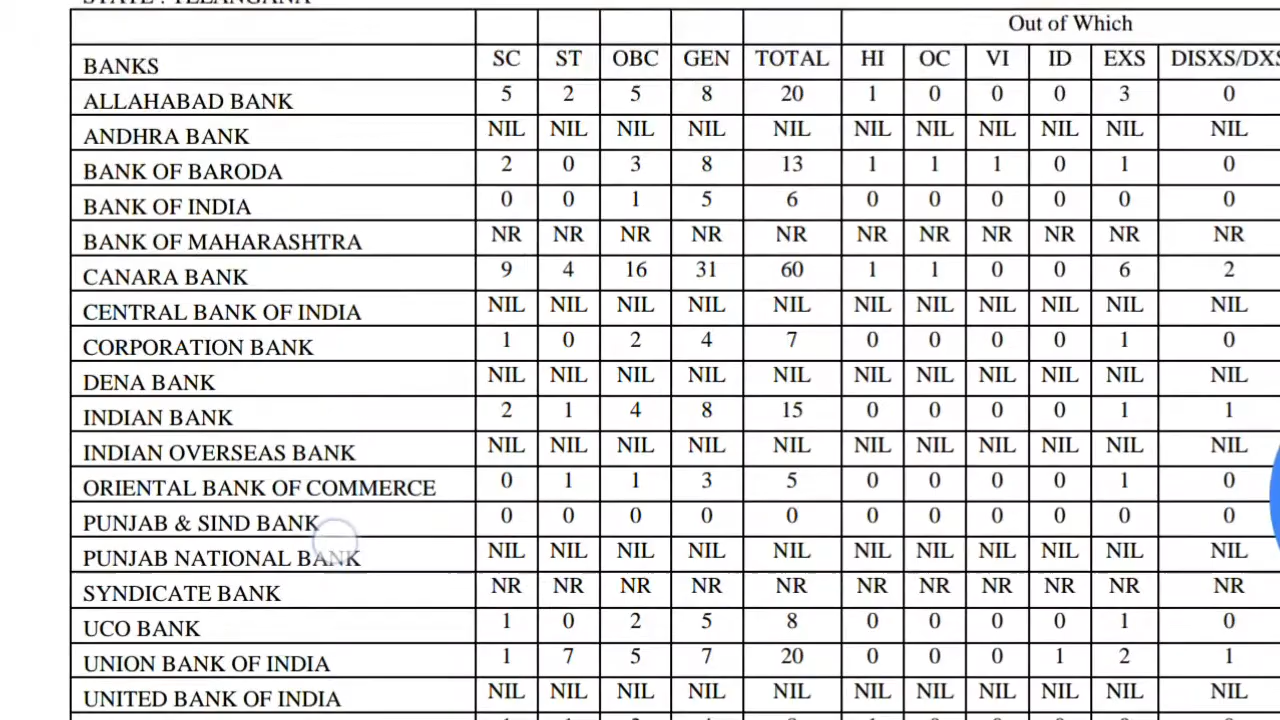 STATE : TELANGANA
Out of Which
BANKS SC ST OBC GEN TOTAL HI OC VI ID EXS DISXS/DXS
ALLAHABAD BANK 5 2 5 8 20 1 0 0 0 3 0
ANDHRA BANK NIL NIL NIL NIL NIL NIL NIL NIL NIL NIL NIL
BANK OF BARODA 2 0 3 8 13 1 1 1 0 1 0
BANK OF INDIA 0 0 1 5 6 0 0 0 0 0 0
BANK OF MAHARASHTRA NR NR NR NR NR NR NR NR NR NR NR
CANARA BANK 9 4 16 31 60 1 1 0 0 6 2
CENTRAL BANK OF INDIA NIL NIL NIL NIL NIL NIL NIL NIL NIL NIL NIL
CORPORATION BANK 1 0 2 4 7 0 0 0 0 1 0
DENA BANK NIL NIL NIL NIL NIL NIL NIL NIL NIL NIL NIL
INDIAN BANK 2 1 4 8 15 0 0 0 0 1 1
INDIAN OVERSEAS BANK NIL NIL NIL NIL NIL NIL NIL NIL NIL NIL NIL
ORIENTAL BANK OF COMMERCE 0 1 1 3 5 0 0 0 0 1 0
PUNJAB & SIND BANK 0 0 0 0 0 0 0 0 0 0 0
PUNJAB NATIONAL BANK NIL NIL NIL NIL NIL NIL NIL NIL NIL NIL NIL
SYNDICATE BANK NR NR NR NR NR NR NR NR NR NR NR
UCO BANK 1 0 2 5 8 0 0 0 0 1 0
UNION BANK OF INDIA 1 7 5 7 20 0 0 0 1 2 1
UNITED BANK OF INDIA NIL NIL NIL NIL NIL NIL NIL NIL NIL NIL NIL